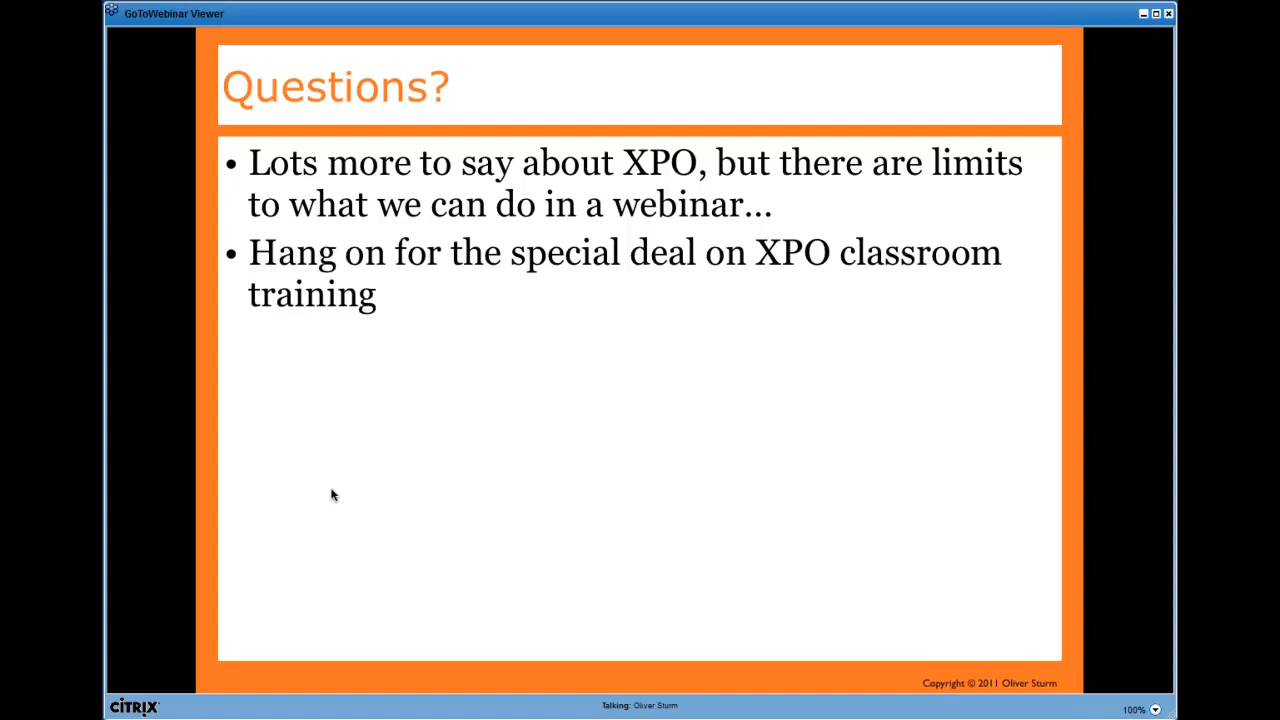 GoToWebinar Viewer
Questions?
• Lots more to say about XPO, but there are limits
to what we can do in a webinar...
• Hang on for the special deal on XPO classroom
training
Copyright © 2011 Oliver Sturm
CITRIX
Talking: Oliver Sturm
100%